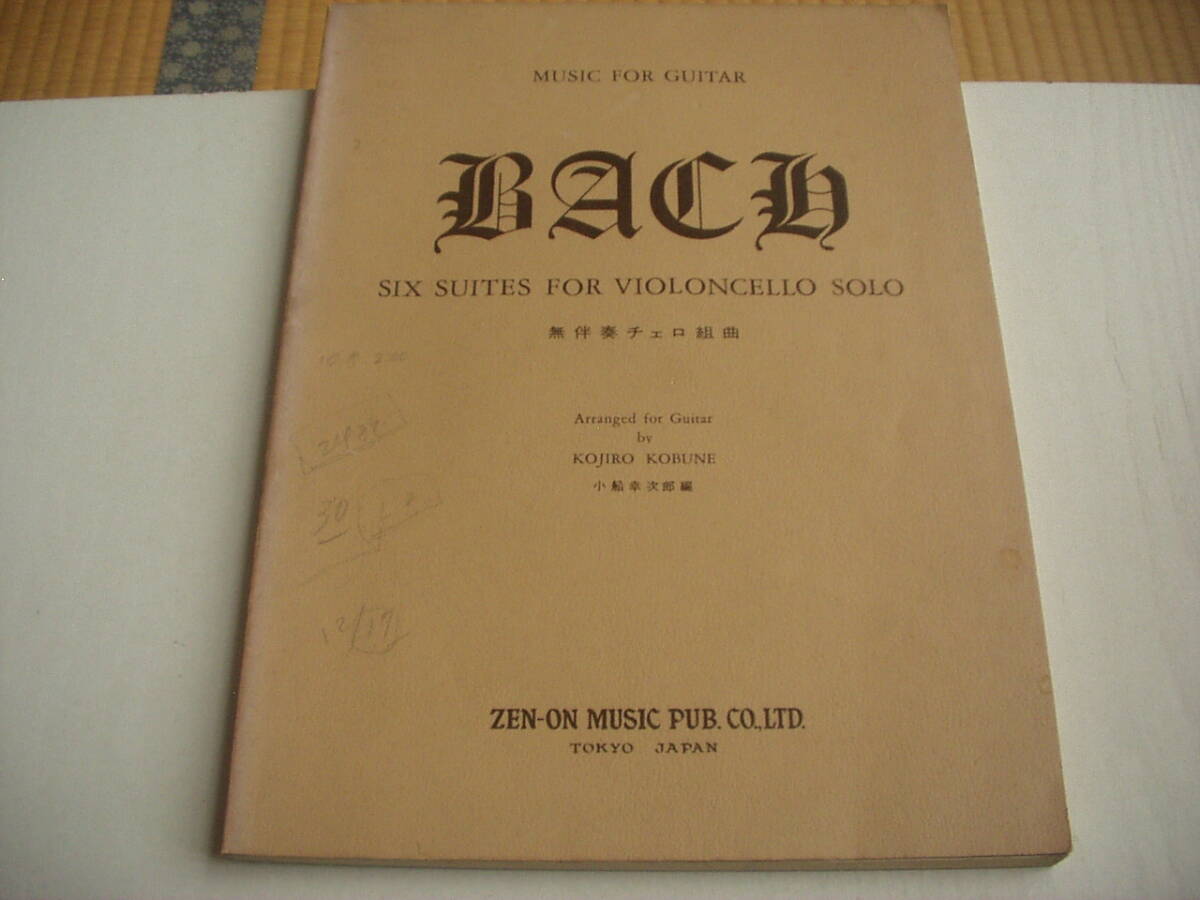 MUSIC FOR GUITAR
BACH
SIX SUITES FOR VIOLONCELLO SOLO
無伴奏チェロ組曲
Arranged for Guitar
by
KOJIRO KOBUNE
小船幸次郎編
30
ZEN-ON MUSIC PUB. CO., LTD.
TOKYO JAPAN